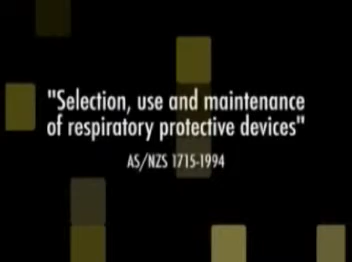 "Selection, use and maintenance
of respiratory protective devices"
AS/NZS 1715-1994